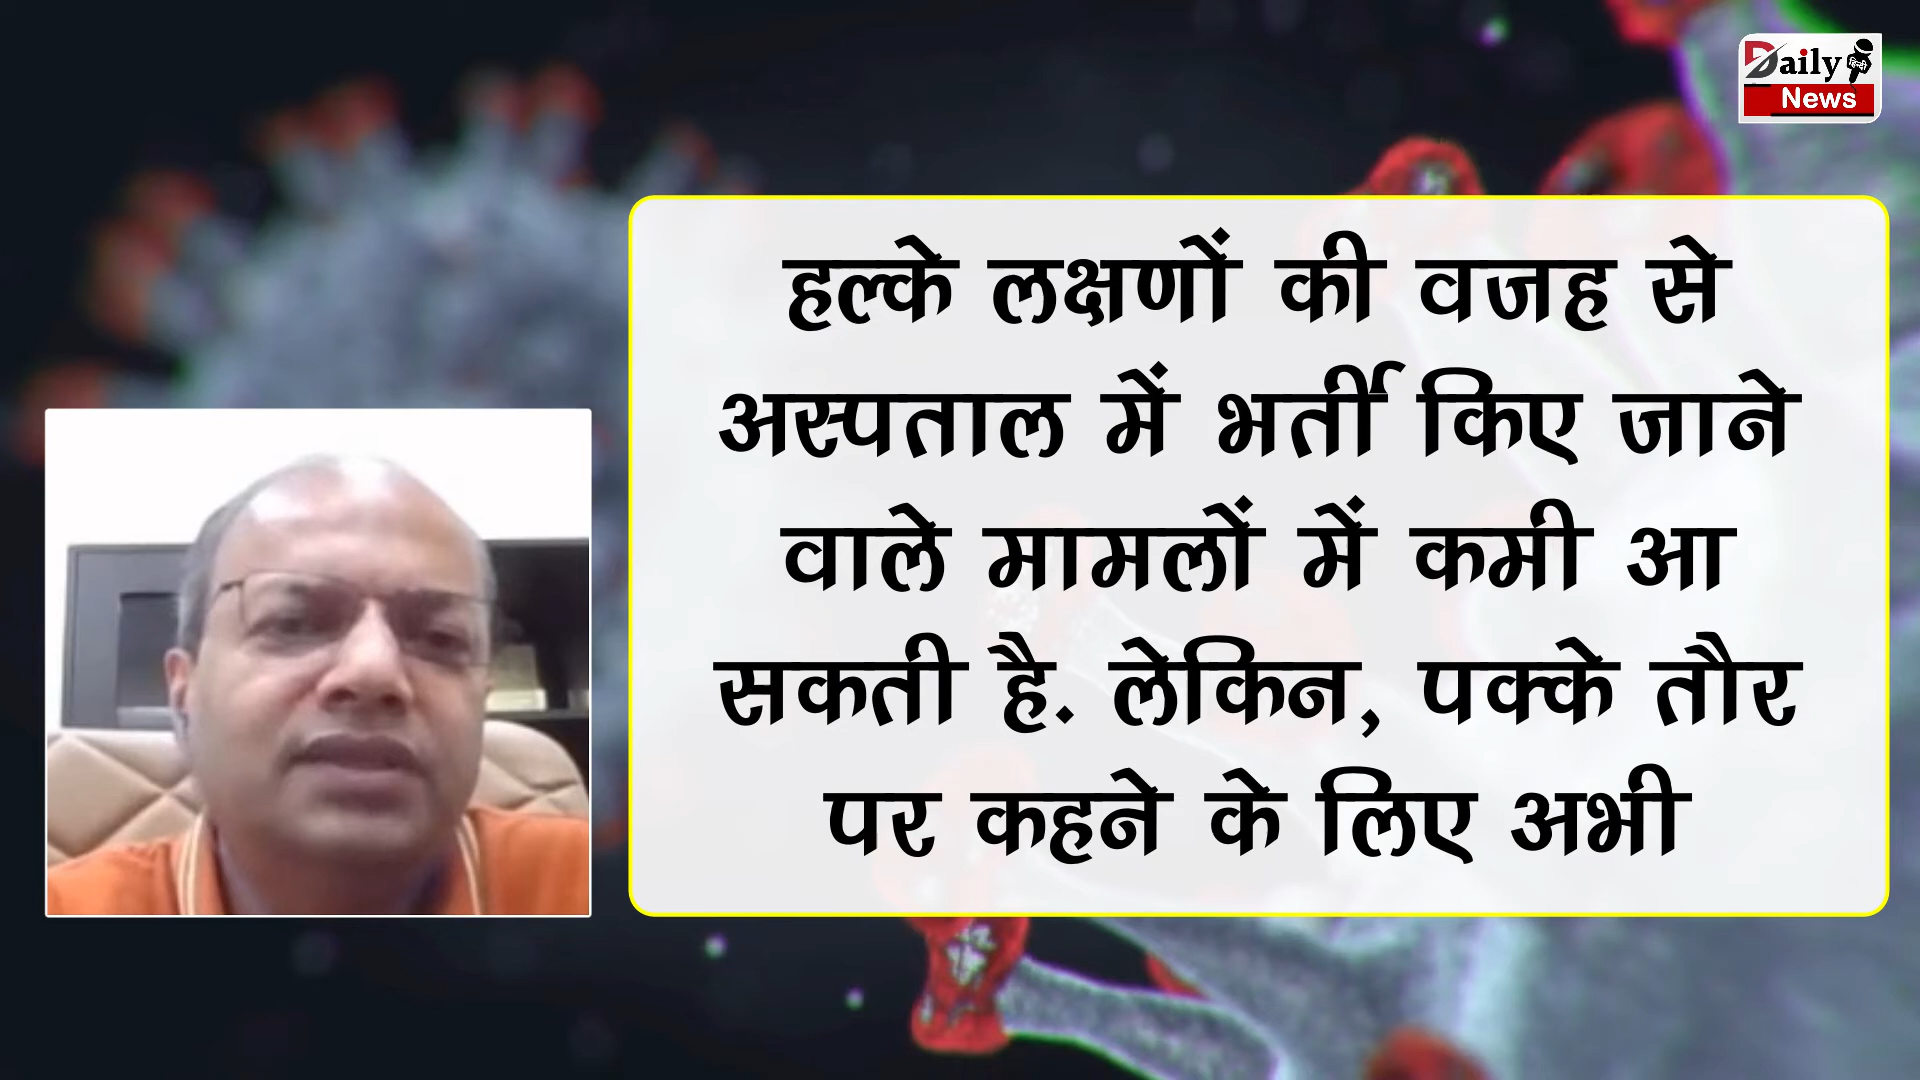 Daily
हिन्दी
News
हल्के लक्षणों की वजह से
अस्पताल में भर्ती किए जाने
वाले मामलों में कमी आ
सकती है. लेकिन, पक्के तौर
पर कहने के लिए अभी